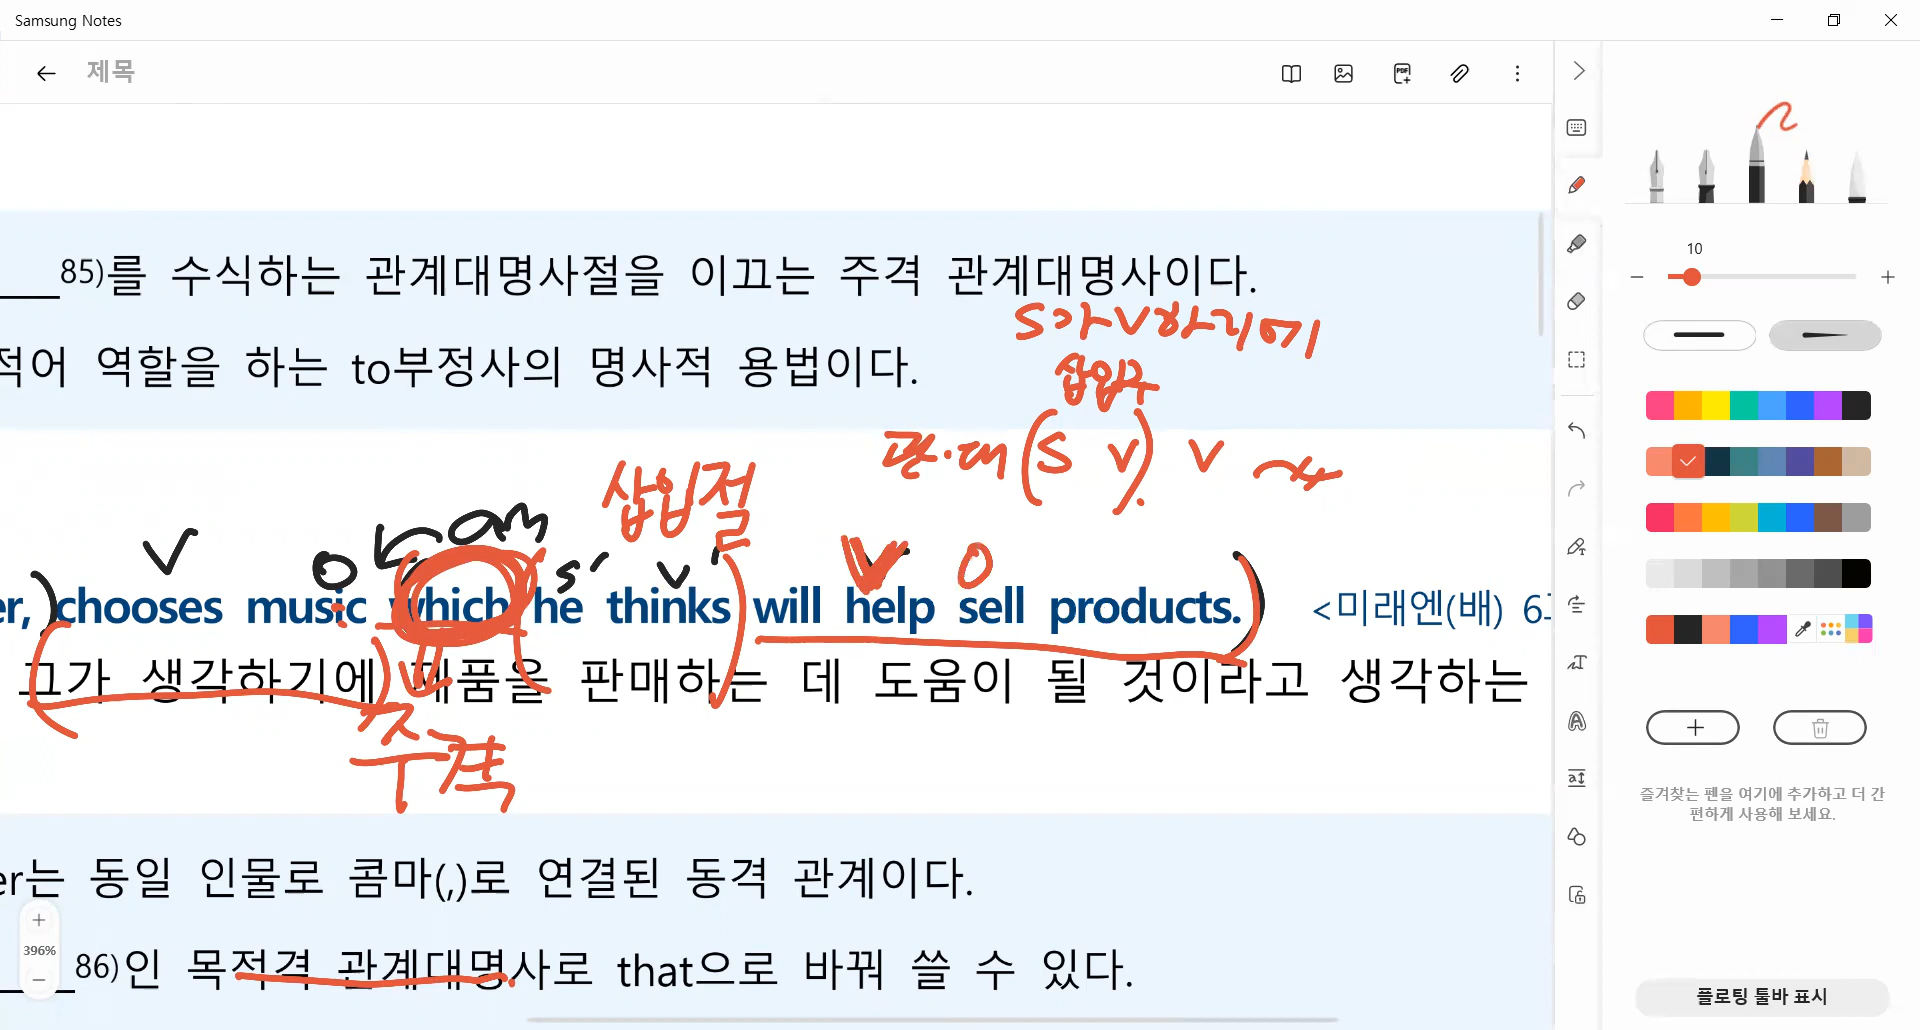 Samsung Notes
제목
85)를 수식하는 관계대명사절을 이끄는 주격 관계대명사이다.
S가 V하기에
적어 역할을 하는 to부정사의 명사적 용법이다.
삽입구
관·대 (S V) V
삽입절
V O S' V' V O
er, chooses music which he thinks will help sell products. <미래엔(배) 6
그가 생각하기에 제품을 판매하는 데 도움이 될 것이라고 생각하는
주격
er는 동일 인물로 콤마(,)로 연결된 동격 관계이다.
86)인 목적격 관계대명사로 that으로 바꿔 쓸 수 있다.
396%
10
PDF
즐겨찾는 펜을 여기에 추가하고 더 간
편하게 사용해 보세요.
플로팅 툴바 표시